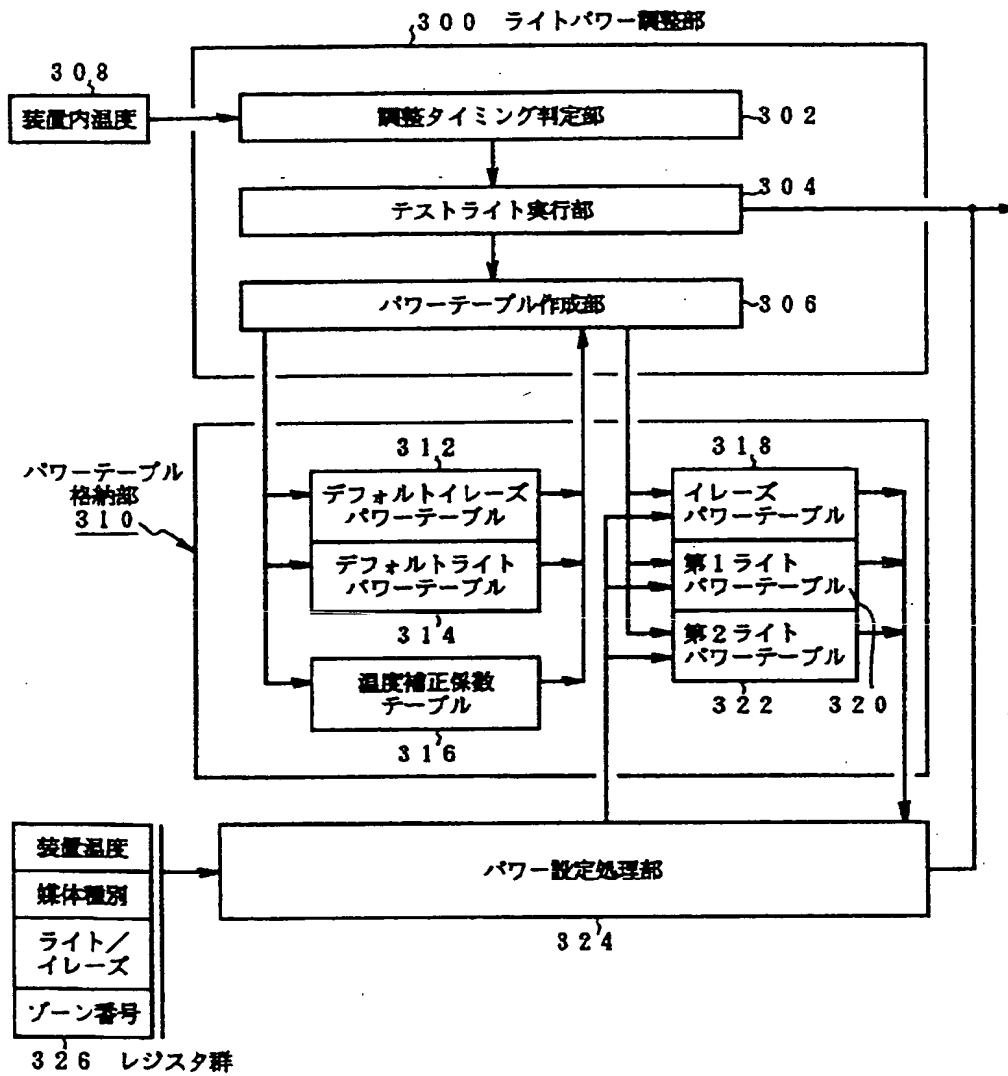 300 ライトパワー調整部
308
装置内温度
調整タイミング判定部
302
テストライト実行部
304
パワーテーブル作成部
306
パワーテーブル
格納部
310
312
デフォルトイレーズ
パワーテーブル
デフォルトライト
パワーテーブル
314
温度補正係数
テーブル
316
318
イレーズ
パワーテーブル
第1ライト
パワーテーブル
第2ライト
パワーテーブル
322
320
装置温度
媒体種別
ライト/
イレーズ
ゾーン番号
326 レジスタ群
パワー設定処理部
324